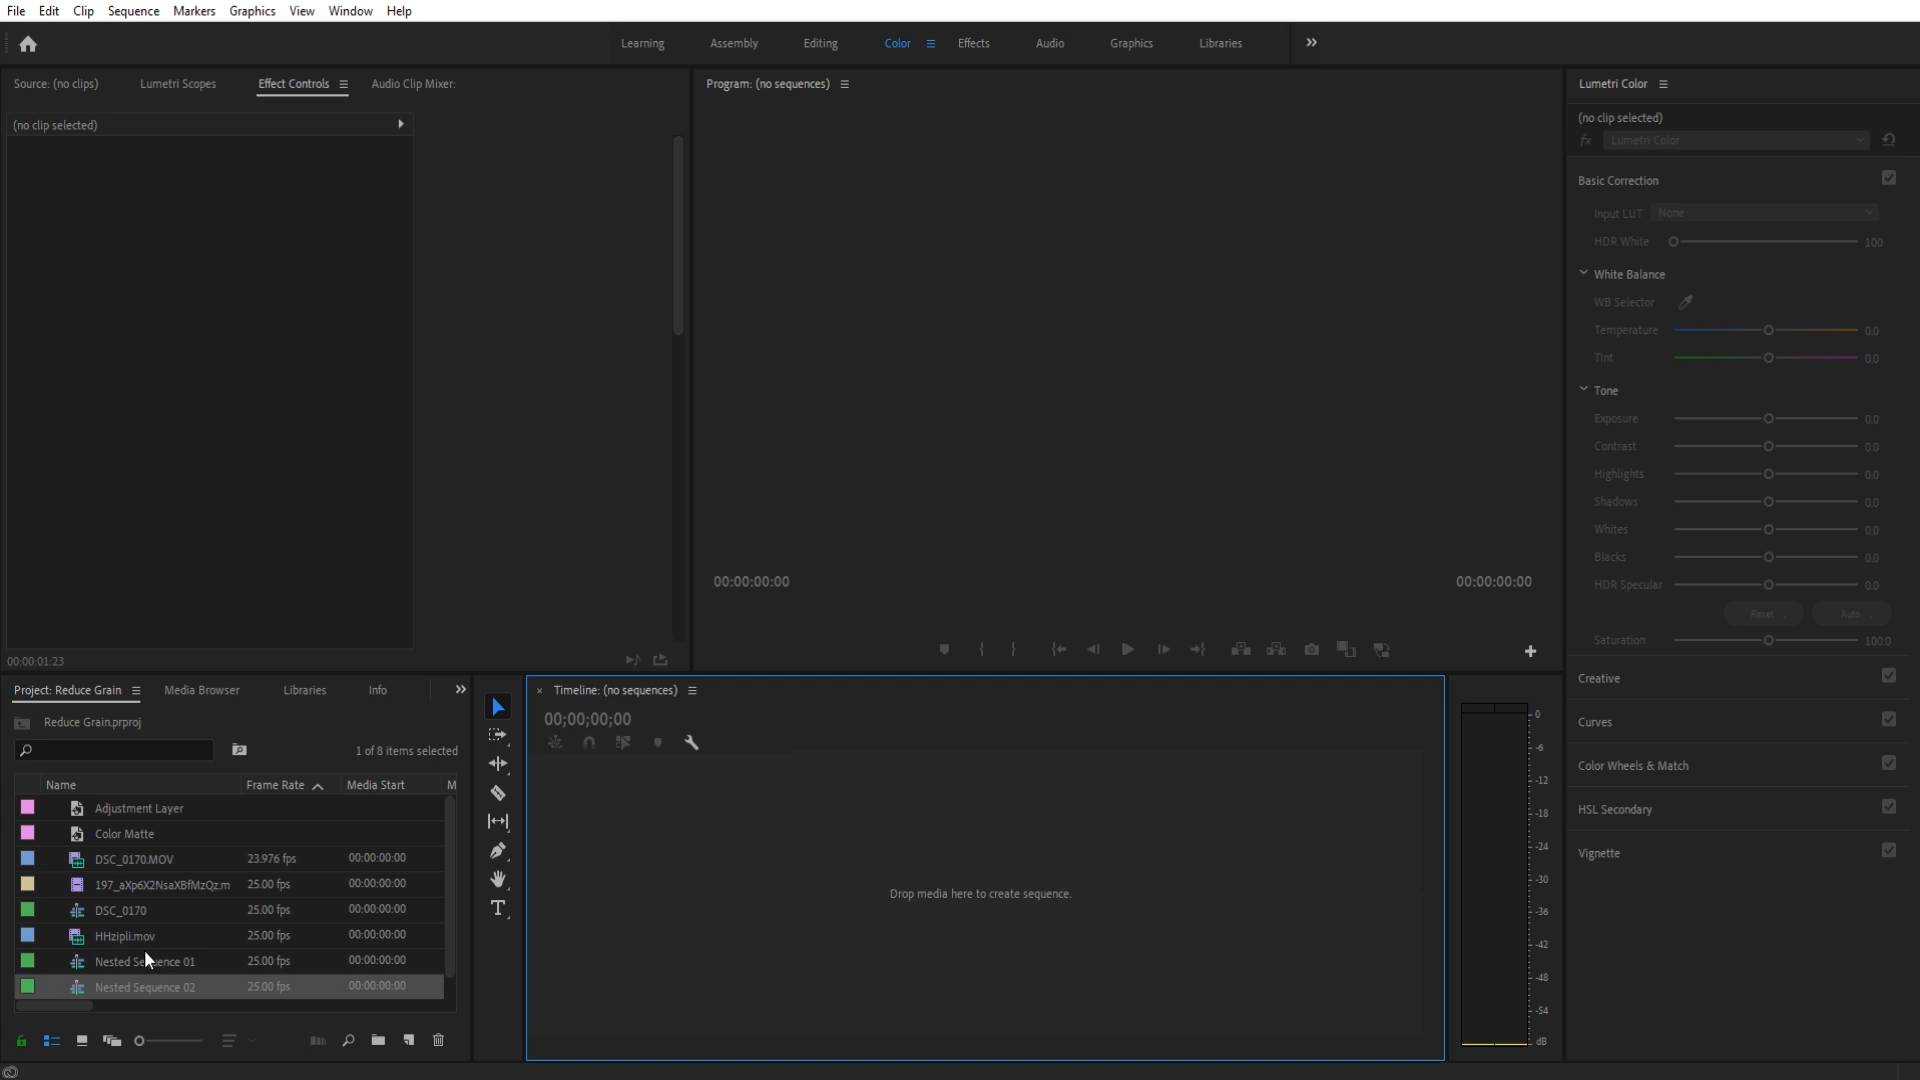 File Edit Clip Sequence Markers Graphics View Window Help
Learning Assembly Editing Color Effects Audio Graphics Libraries
Source: (no clips) Lumetri Scopes Effect Controls Audio Clip Mixer:
(no clip selected)
00:00:01:23
Program: (no sequences)
00:00:00:00 00:00:00:00
Lumetri Color
(no clip selected)
fx Lumetri Color
Basic Correction
Input LUT None
HDR White 100
White Balance
WB Selector
Temperature 0.0
Tint 0.0
Tone
Exposure 0.0
Contrast 0.0
Highlights 0.0
Shadows 0.0
Whites 0.0
Blacks 0.0
HDR Specular 0.0
Reset Auto
Saturation 100.0
Creative
Curves
Color Wheels & Match
HSL Secondary
Vignette
Project: Reduce Grain Media Browser Libraries Info
Reduce Grain.prproj
1 of 8 items selected
Name Frame Rate Media Start M
Adjustment Layer
Color Matte
DSC_0170.MOV 23.976 fps 00:00:00:00
197_aXp6X2NsaXBfMzQz.m 25.00 fps 00:00:00:00
DSC_0170 25.00 fps 00:00:00:00
HHzipli.mov 25.00 fps 00:00:00:00
Nested Sequence 01 25.00 fps 00:00:00:00
Nested Sequence 02 25.00 fps 00:00:00:00
T
Timeline: (no sequences)
00;00;00;00
Drop media here to create sequence.
0
-6
-12
-18
-24
-30
-36
-42
-48
-54
dB